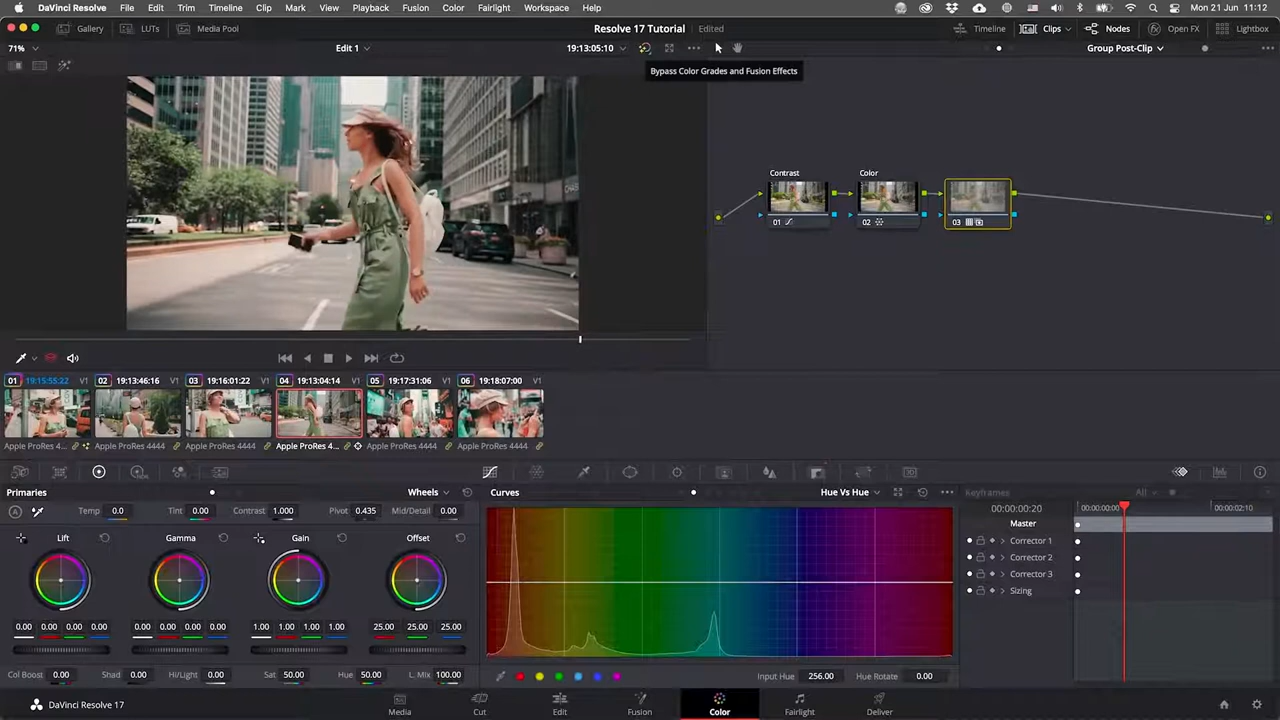 DaVinci Resolve File Edit Trim Timeline Clip Mark View Playback Fusion Color Fairlight Workspace Help Mon 21 Jun 11:12
Gallery LUTs Media Pool Resolve 17 Tutorial Edited Timeline Clips Nodes Open FX Lightbox
71% Edit 1 19:13:05:10 Group Post-Clip
Bypass Color Grades and Fusion Effects
Contrast Color
01 02 03
01 19:15:55:22 V1 02 19:13:46:16 V1 03 19:16:01:22 V1 04 19:13:04:14 V1 05 19:17:31:06 V1 06 19:18:07:00 V1
Apple ProRes 4... Apple ProRes 4444 Apple ProRes 4444 Apple ProRes 4... Apple ProRes 4444 Apple ProRes 4444
Primaries Wheels Curves Hue Vs Hue Keyframes All
Temp 0.0 Tint 0.00 Contrast 1.000 Pivot 0.435 Mid/Detail 0.00
00:00:00:20 00:00:00:00 00:00:02:10
Master
Lift Gamma Gain Offset
Corrector 1
Corrector 2
Corrector 3
Sizing
0.00 0.00 0.00 0.00 0.00 0.00 0.00 0.00 1.00 1.00 1.00 1.00 25.00 25.00 25.00
Col Boost 0.00 Shad 0.00 Hi/Light 0.00 Sat 50.00 Hue 50.00 L. Mix 100.00 Input Hue 256.00 Hue Rotate 0.00
DaVinci Resolve 17 Media Cut Edit Fusion Color Fairlight Deliver